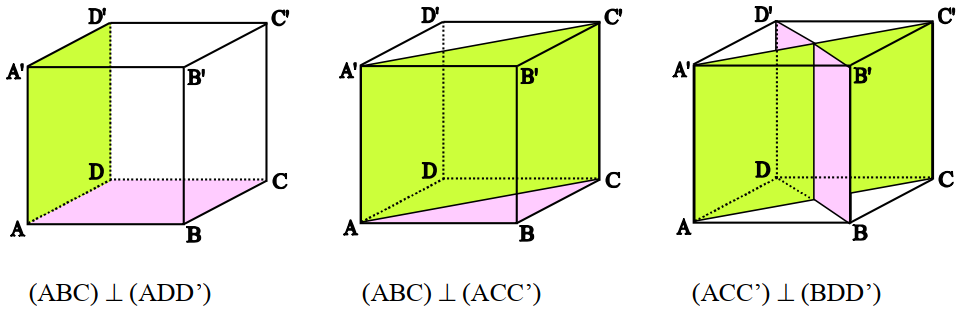 D' C' D' C' D' C'
A' B' A' B' A' B'
D C D C D C
A B A B A B
(ABC) ⊥ (ADD’) (ABC) ⊥ (ACC’) (ACC’) ⊥ (BDD’)